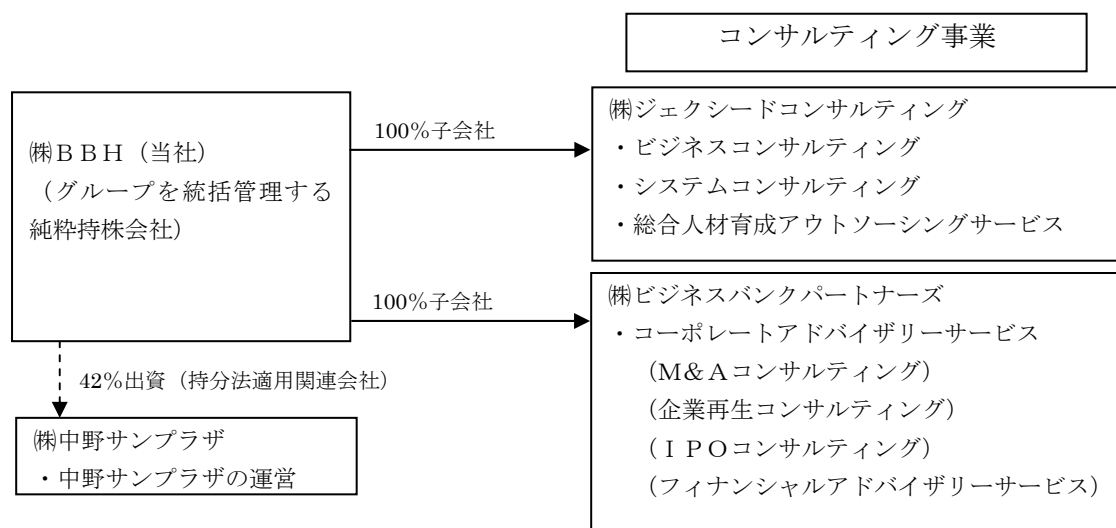 コンサルティング事業
㈱ＢＢＨ（当社）
（グループを統括管理する
純粋持株会社）
100％子会社
㈱ジェクシードコンサルティング
・ビジネスコンサルティング
・システムコンサルティング
・総合人材育成アウトソーシングサービス
100％子会社
㈱ビジネスバンクパートナーズ
・コーポレートアドバイザリーサービス
（Ｍ＆Ａコンサルティング）
（企業再生コンサルティング）
（ＩＰＯコンサルティング）
（フィナンシャルアドバイザリーサービス）
42％出資（持分法適用関連会社）
㈱中野サンプラザ
・中野サンプラザの運営